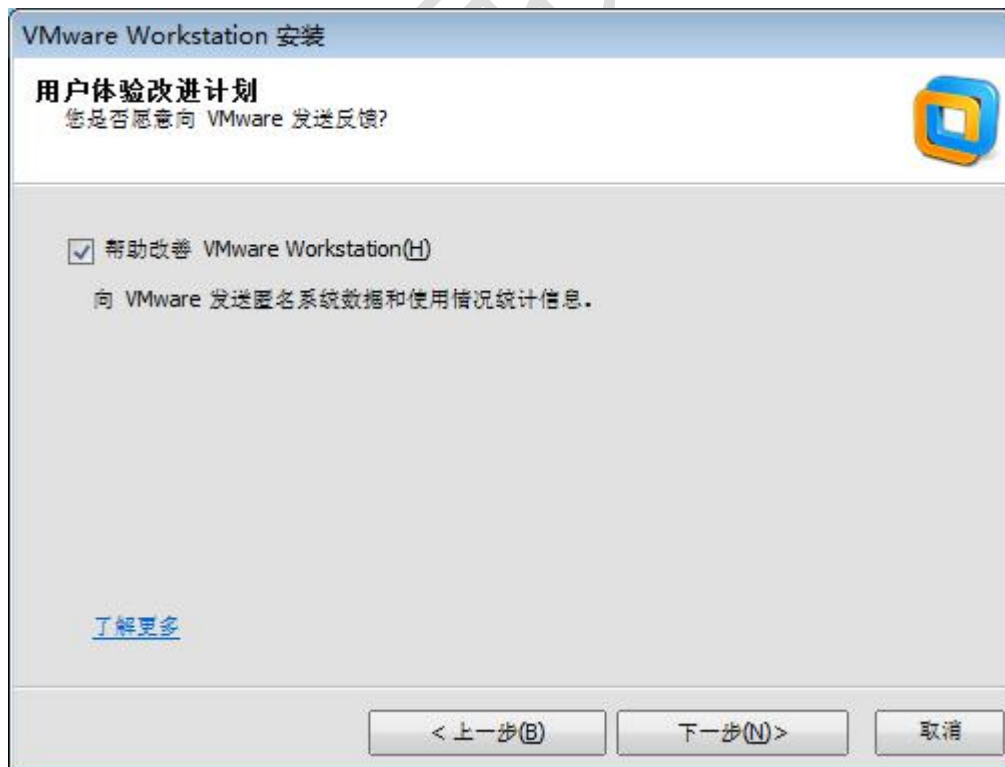 VMware Workstation 安装
用户体验改进计划
您是否愿意向 VMware 发送反馈?
帮助改善 VMware Workstation(H)
向 VMware 发送匿名系统数据和使用情况统计信息.
了解更多
< 上一步(B)
下一步(N)>
取消